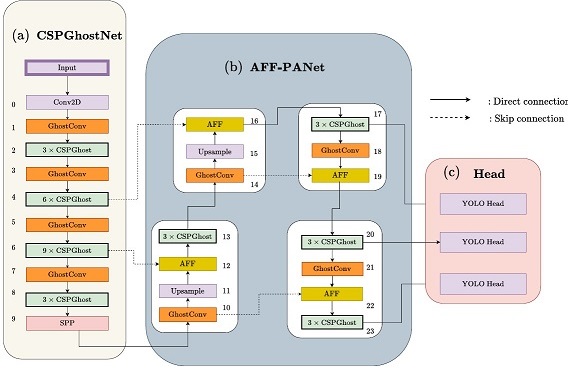 (a) CSPGhostNet
Input
0 Conv2D
1 GhostConv
2 3 × CSPGhost
3 GhostConv
4 6 × CSPGhost
5 GhostConv
6 9 × CSPGhost
7 GhostConv
8 3 × CSPGhost
9 SPP
(b) AFF-PANet
AFF 16
Upsample 15
GhostConv 14
3 × CSPGhost 13
AFF 12
Upsample 11
GhostConv 10
3 × CSPGhost 17
GhostConv 18
AFF 19
3 × CSPGhost 20
GhostConv 21
AFF 22
3 × CSPGhost 23
: Direct connection
: Skip connection
(c) Head
YOLO Head
YOLO Head
YOLO Head